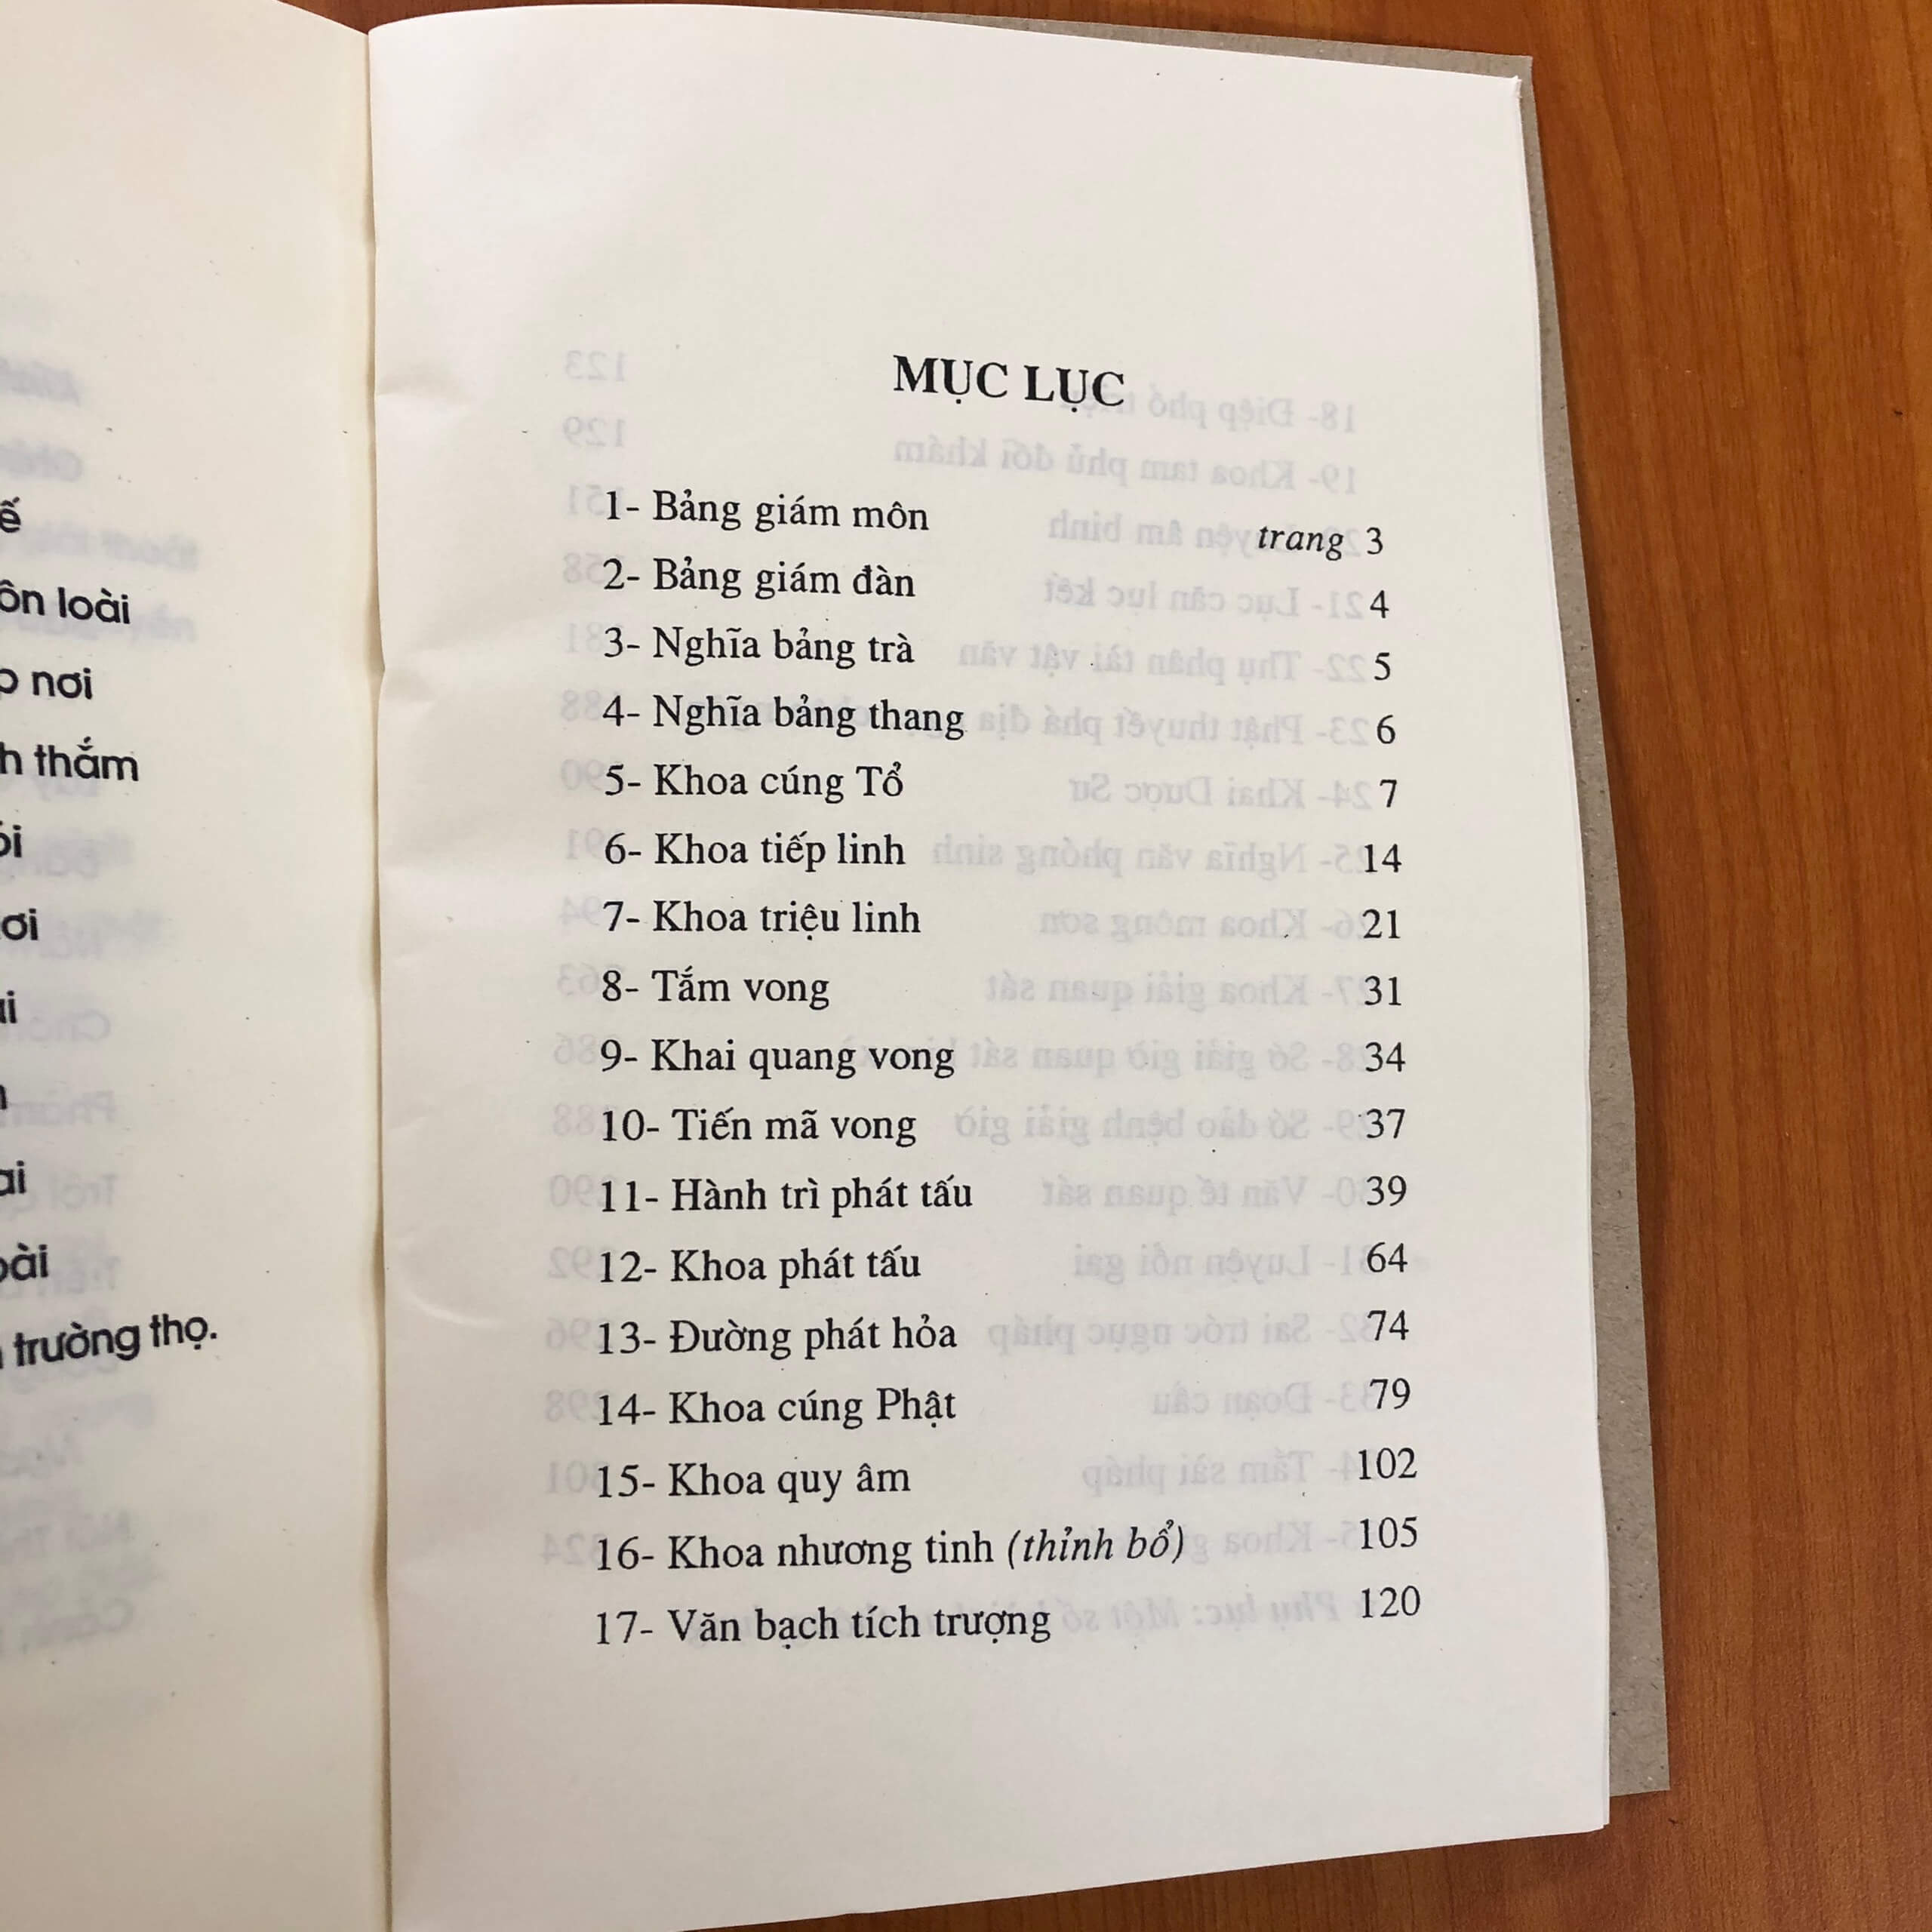 ế
ôn loài
nơi
thắm
trường thọ.
MỤC LỤC
1- Bảng giám môn trang 3
2- Bảng giám đàn 4
3- Nghĩa bảng trà 5
4- Nghĩa bảng thang 6
5- Khoa cúng Tổ 7
6- Khoa tiếp linh 14
7- Khoa triệu linh 21
8- Tắm vong 31
9- Khai quang vong 34
10- Tiến mã vong 37
11- Hành trì phát tấu 39
12- Khoa phát tấu 64
13- Đường phát hỏa 74
14- Khoa cúng Phật 79
15- Khoa quy âm 102
16- Khoa nhương tinh (thỉnh bổ) 105
17- Văn bạch tích trượng 120